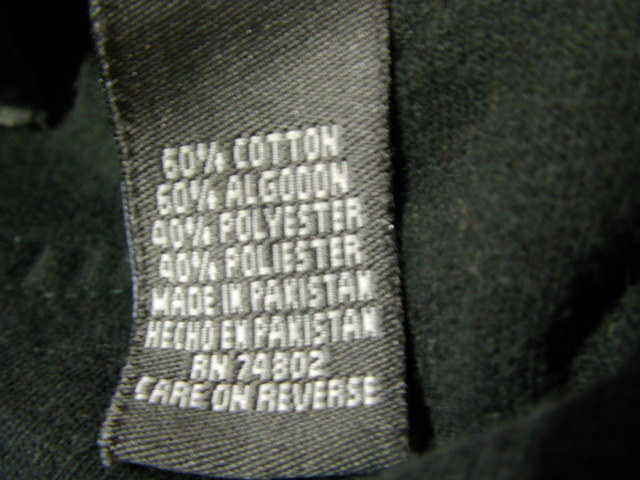 60% COTTON
60% ALGODON
40% POLYESTER
40% POLIESTER
MADE IN PAKISTAN
HECHO EN PAKISTAN
RN 74802
CARE ON REVERSE